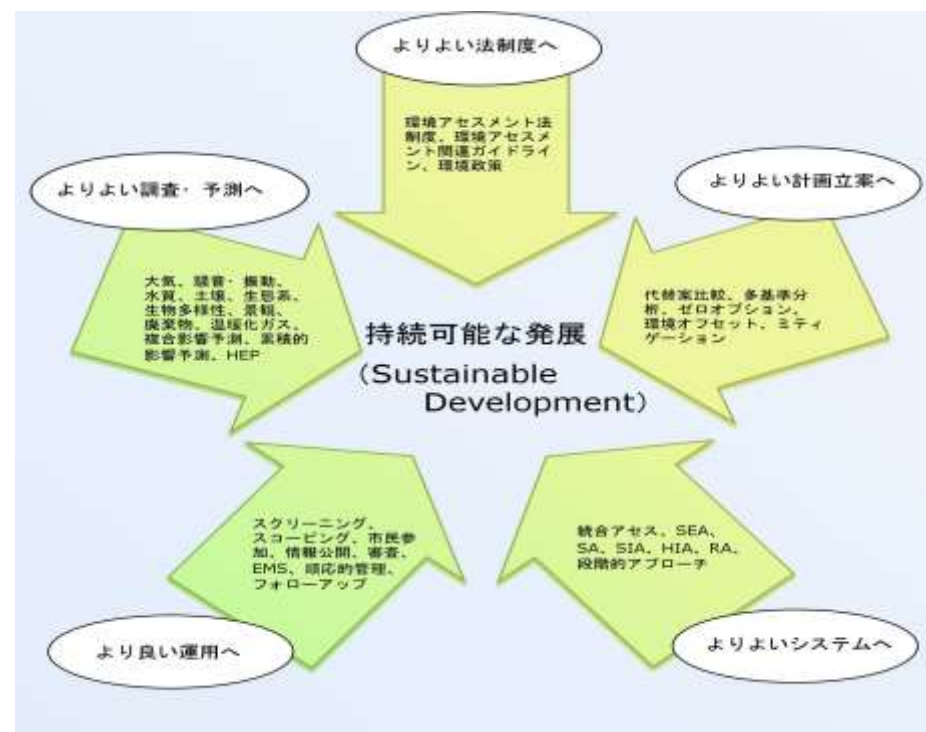 よりよい法制度へ
環境アセスメント法
制度、環境アセスメ
ント関連ガイドライ
ン、環境政策
よりよい調査・予測へ
大気、騒音・振動、
水質、土壌、生態系、
生物多様性、景観、
廃棄物、温暖化ガス、
複合影響予測、累積的
影響予測、HEP
よりよい計画立案へ
代替案比較、多基準分
析、ゼロオプション、
環境オフセット、ミティ
ゲーション
持続可能な発展
(Sustainable
Development)
スクリーニング、
スコーピング、市民参
加、情報公開、審査、
EMS、順応的管理、
フォローアップ
より良い運用へ
統合アセス、SEA、
SA、SIA、HIA、RA、
段階的アプローチ
よりよいシステムへ